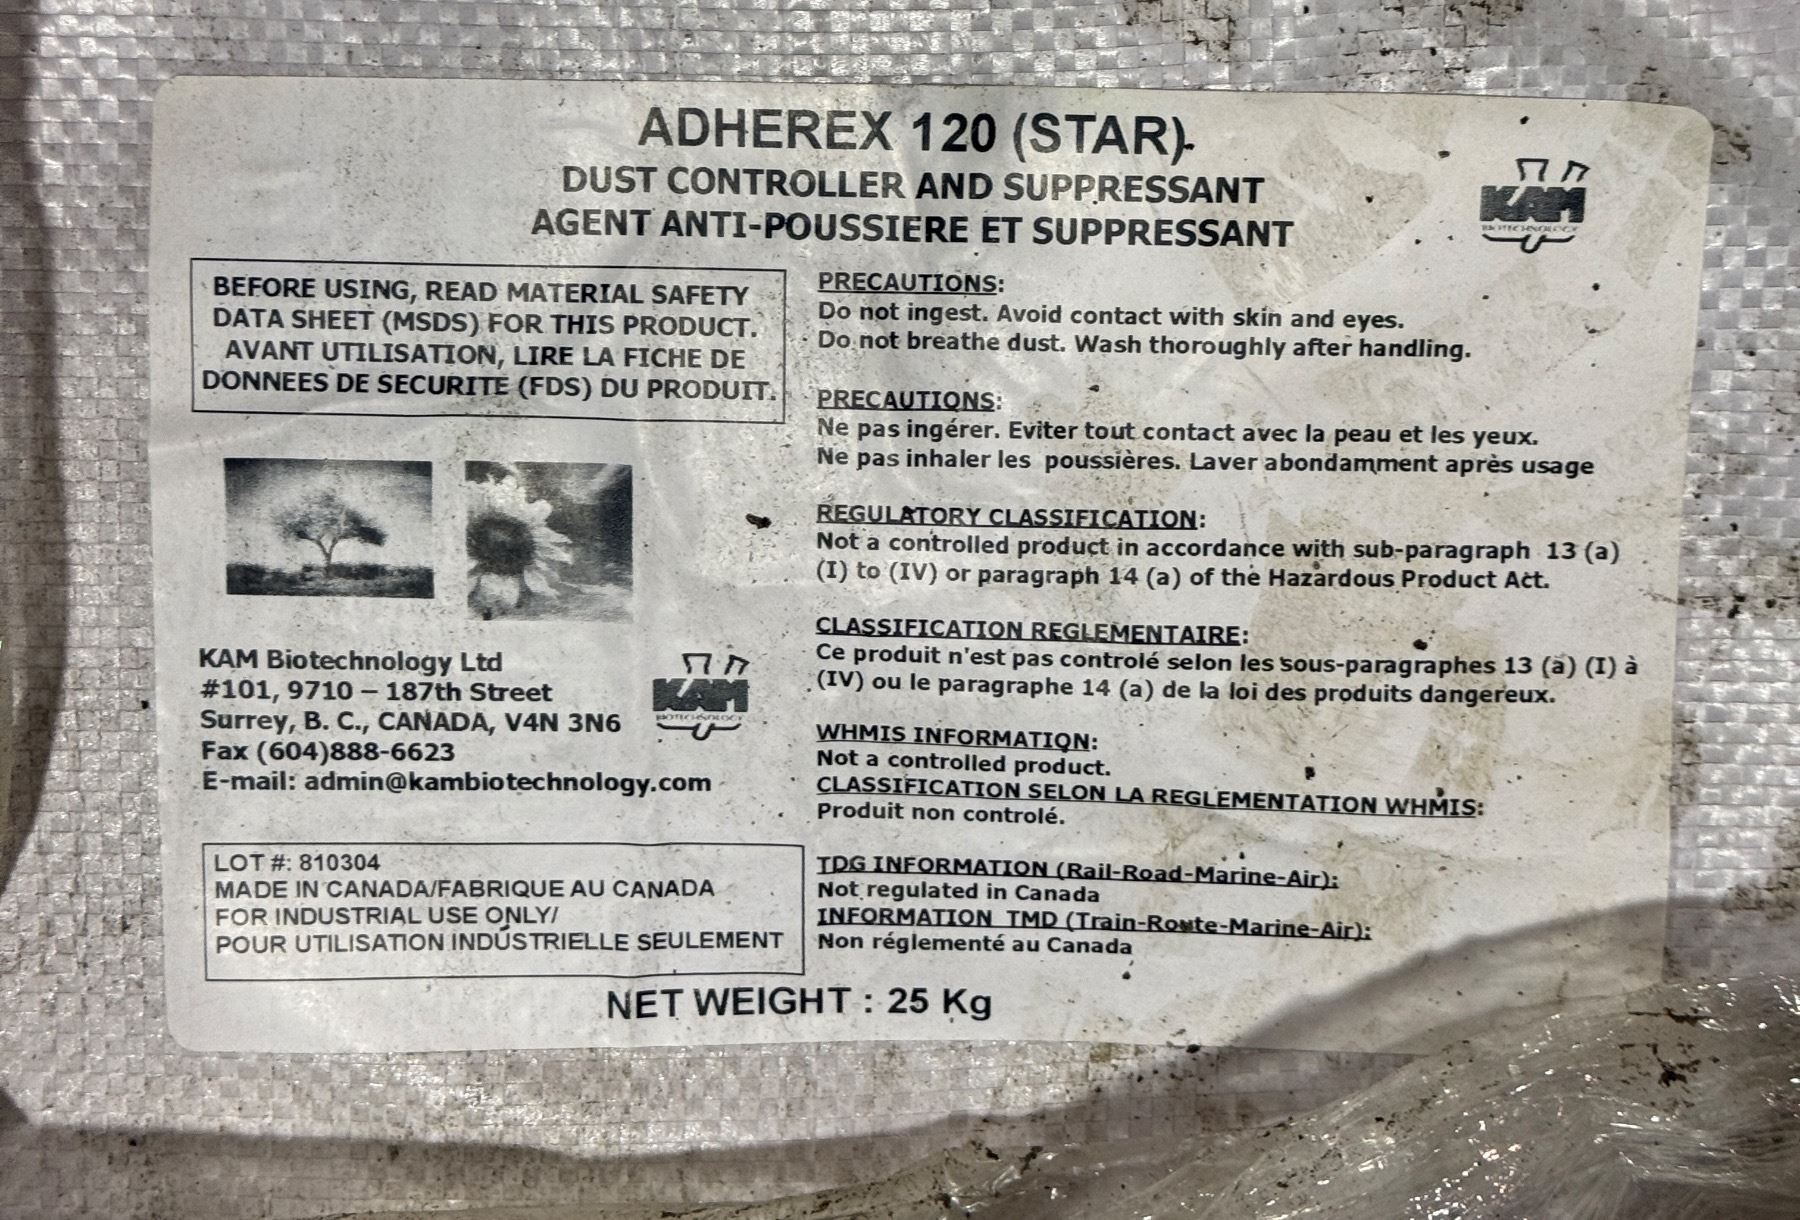 ADHEREX 120 (STAR).
DUST CONTROLLER AND SUPPRESSANT
AGENT ANTI-POUSSIERE ET SUPPRESSANT
KAM
BIOTECHNOLOGY
BEFORE USING, READ MATERIAL SAFETY
DATA SHEET (MSDS) FOR THIS PRODUCT.
AVANT UTILISATION, LIRE LA FICHE DE
DONNEES DE SECURITE (FDS) DU PRODUIT.
KAM Biotechnology Ltd
#101, 9710 – 187th Street
Surrey, B. C., CANADA, V4N 3N6
Fax (604)888-6623
E-mail: admin@kambiotechnology.com
KAM
BIOTECHNOLOGY
LOT #: 810304
MADE IN CANADA/FABRIQUE AU CANADA
FOR INDUSTRIAL USE ONLY/
POUR UTILISATION INDUSTRIELLE SEULEMENT
PRECAUTIONS:
Do not ingest. Avoid contact with skin and eyes.
Do not breathe dust. Wash thoroughly after handling.
PRECAUTIONS:
Ne pas ingérer. Eviter tout contact avec la peau et les yeux.
Ne pas inhaler les poussières. Laver abondamment après usage
REGULATORY CLASSIFICATION:
Not a controlled product in accordance with sub-paragraph 13 (a)
(I) to (IV) or paragraph 14 (a) of the Hazardous Product Act.
CLASSIFICATION REGLEMENTAIRE:
Ce produit n'est pas controlé selon les sous-paragraphes 13 (a) (I) à
(IV) ou le paragraphe 14 (a) de la loi des produits dangereux.
WHMIS INFORMATION:
Not a controlled product.
CLASSIFICATION SELON LA REGLEMENTATION WHMIS:
Produit non controlé.
TDG INFORMATION (Rail-Road-Marine-Air):
Not regulated in Canada
INFORMATION TMD (Train-Route-Marine-Air):
Non réglementé au Canada
NET WEIGHT : 25 Kg